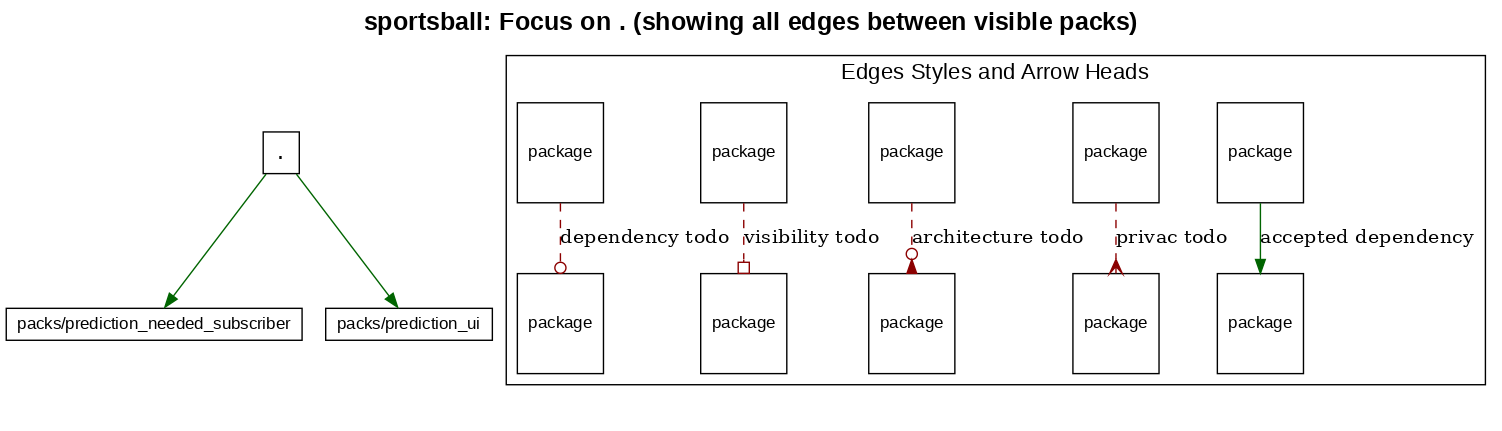 sportsball: Focus on . (showing all edges between visible packs)
.
packs/prediction_needed_subscriber
packs/prediction_ui
Edges Styles and Arrow Heads
package
package
package
package
package
dependency todo
visibility todo
architecture todo
privac todo
accepted dependency
package
package
package
package
package